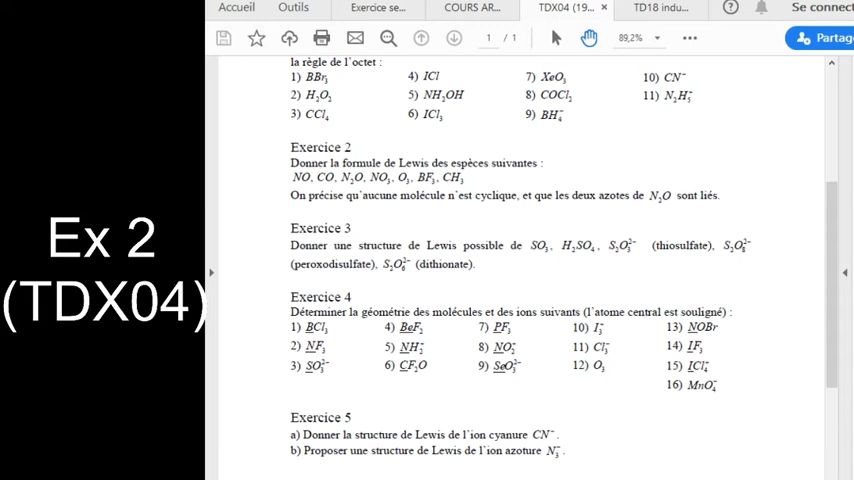 Accueil Outils Exercice se... COURS AR... TDX04 (19... × TD18 indu... ? Se connect
1 / 1 89,2% Partag
la règle de l'octet :
1) BBr₃ 4) ICl 7) XeO₃ 10) CN⁻
2) H₂O₂ 5) NH₂OH 8) COCl₂ 11) N₂H₅⁻
3) CCl₄ 6) ICl₃ 9) BH₄⁻
Exercice 2
Donner la formule de Lewis des espèces suivantes :
NO, CO, N₂O, NO₃, O₃, BF₃, CH₃
On précise qu'aucune molécule n'est cyclique, et que les deux azotes de N₂O sont liés.
Exercice 3
Donner une structure de Lewis possible de SO₃, H₂SO₄, S₂O₃²⁻ (thiosulfate), S₂O₈²⁻
(peroxodisulfate), S₂O₆²⁻ (dithionate).
Exercice 4
Déterminer la géométrie des molécules et des ions suivants (l'atome central est souligné) :
1) BCl₃ 4) BeF₂ 7) PF₃ 10) I₃⁻ 13) NOBr
2) NF₃ 5) NH₂⁻ 8) NO₂⁻ 11) Cl₃⁻ 14) IF₃
3) SO₃²⁻ 6) CF₂O 9) SeO₃²⁻ 12) O₃ 15) ICl₄⁻
16) MnO₄⁻
Exercice 5
a) Donner la structure de Lewis de l'ion cyanure CN⁻.
b) Proposer une structure de Lewis de l'ion azoture N₃⁻.
Ex 2
(TDX04)